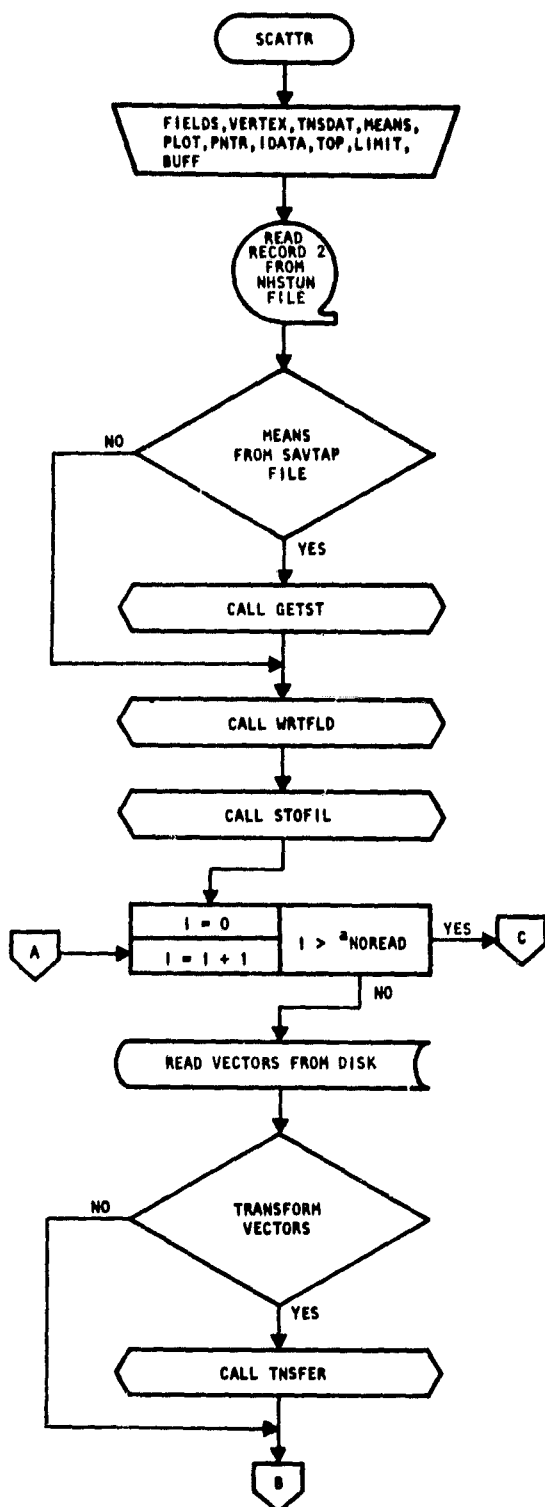 SCATTR
FIELDS,VERTEX,TNSDAT,MEANS,
PLOT,PNTR,IDATA,TOP,LIMIT,
BUFF
READ
RECORD 2
FROM
NHSTUN
FILE
NO
MEANS
FROM SAVTAP
FILE
YES
CALL GETST
CALL WRTFLD
CALL STOFIL
A
I = 0
I = I + 1
I > aNOREAD
YES
C
NO
READ VECTORS FROM DISK
NO
TRANSFORM
VECTORS
YES
CALL TNSFER
B